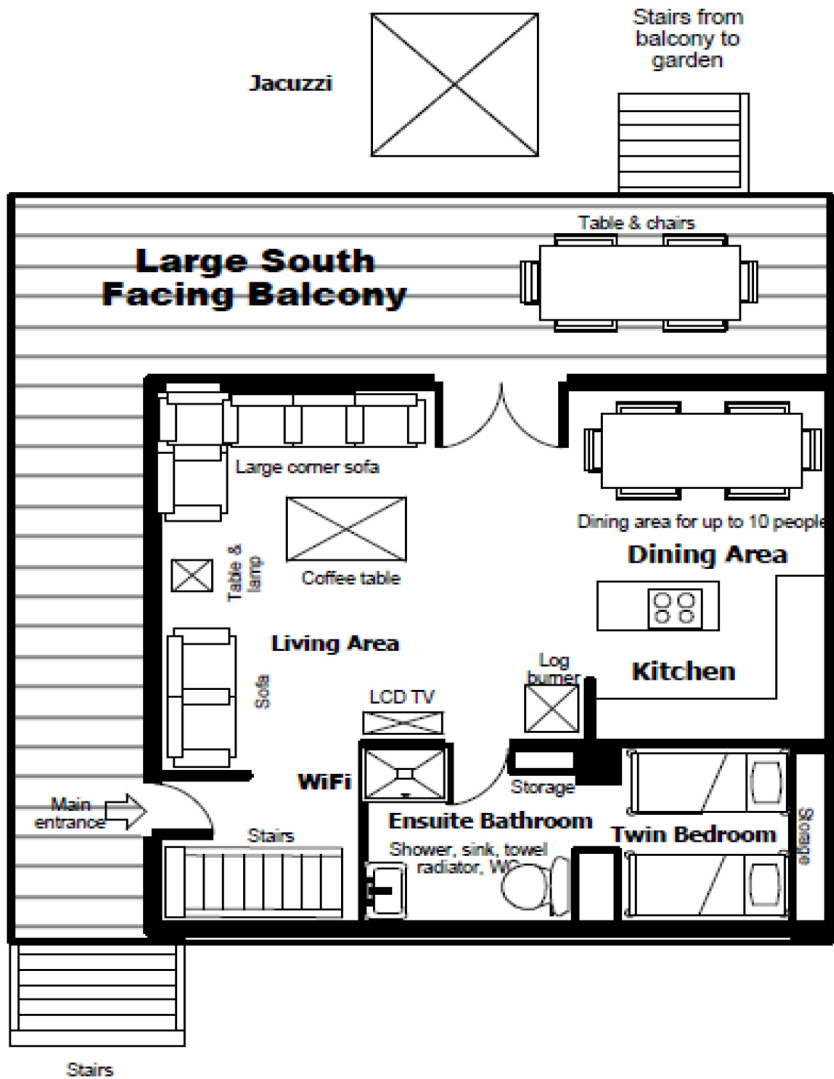 Stairs from
balcony to
garden
Jacuzzi
Table & chairs
Large South
Facing Balcony
Large corner sofa
Dining area for up to 10 people
Dining Area
Table &
lamp
Coffee table
Living Area
Kitchen
Sofa
Log
burner
LCD TV
WiFi
Storage
Main
entrance
Stairs
Ensuite Bathroom
Shower, sink, towel
radiator, WC
Twin Bedroom
Storage
Stairs